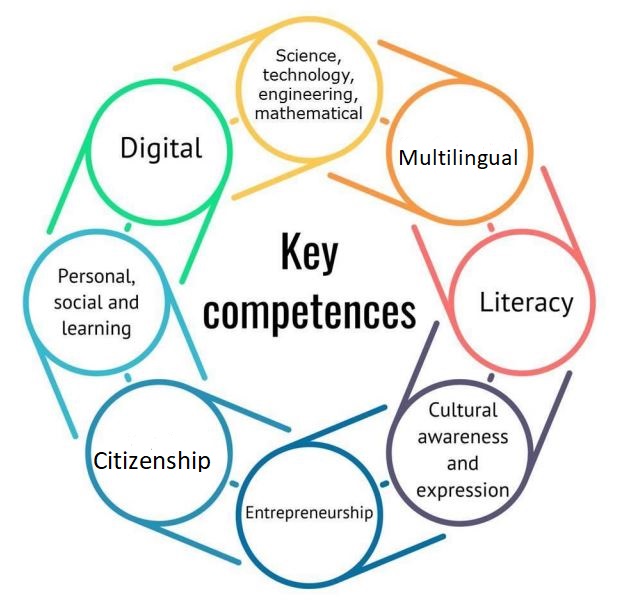 Science,
technology,
engineering,
mathematical
Digital
Multilingual
Key
competences
Personal,
social and
learning
Literacy
Cultural
awareness
and
expression
Citizenship
Entrepreneurship